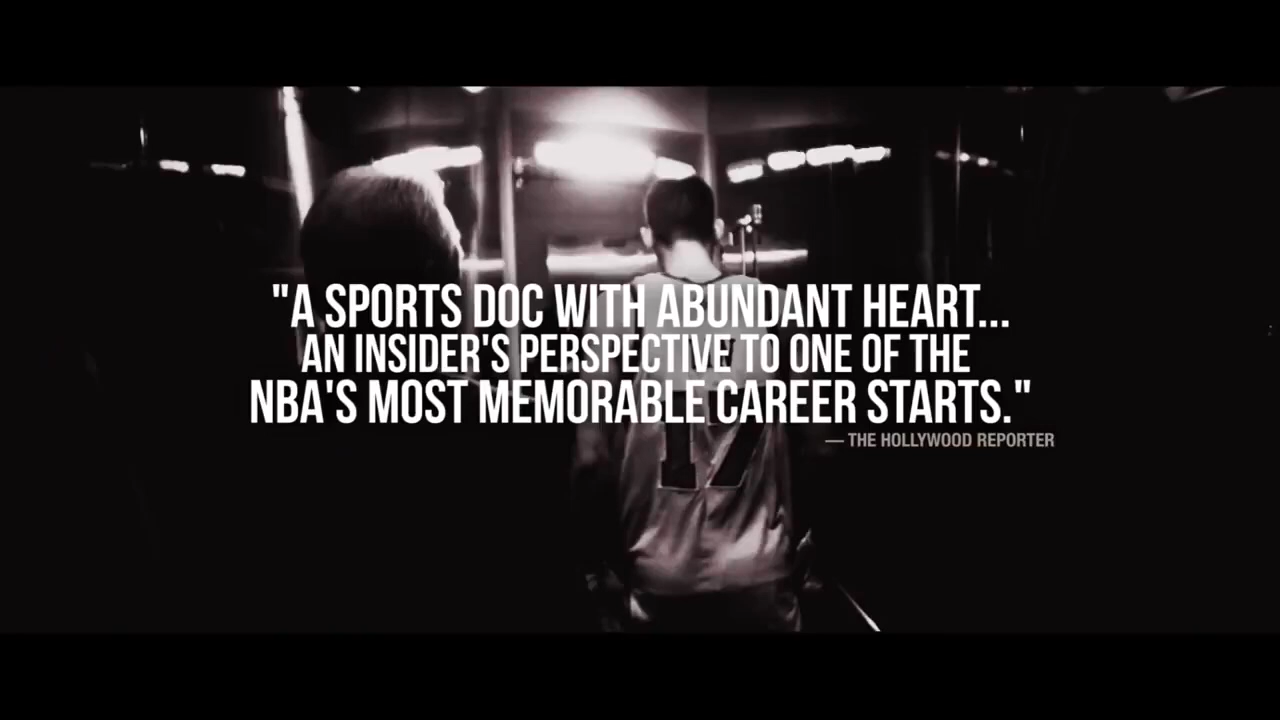 "A SPORTS DOC WITH ABUNDANT HEART...
AN INSIDER'S PERSPECTIVE TO ONE OF THE
NBA'S MOST MEMORABLE CAREER STARTS."
— THE HOLLYWOOD REPORTER
17